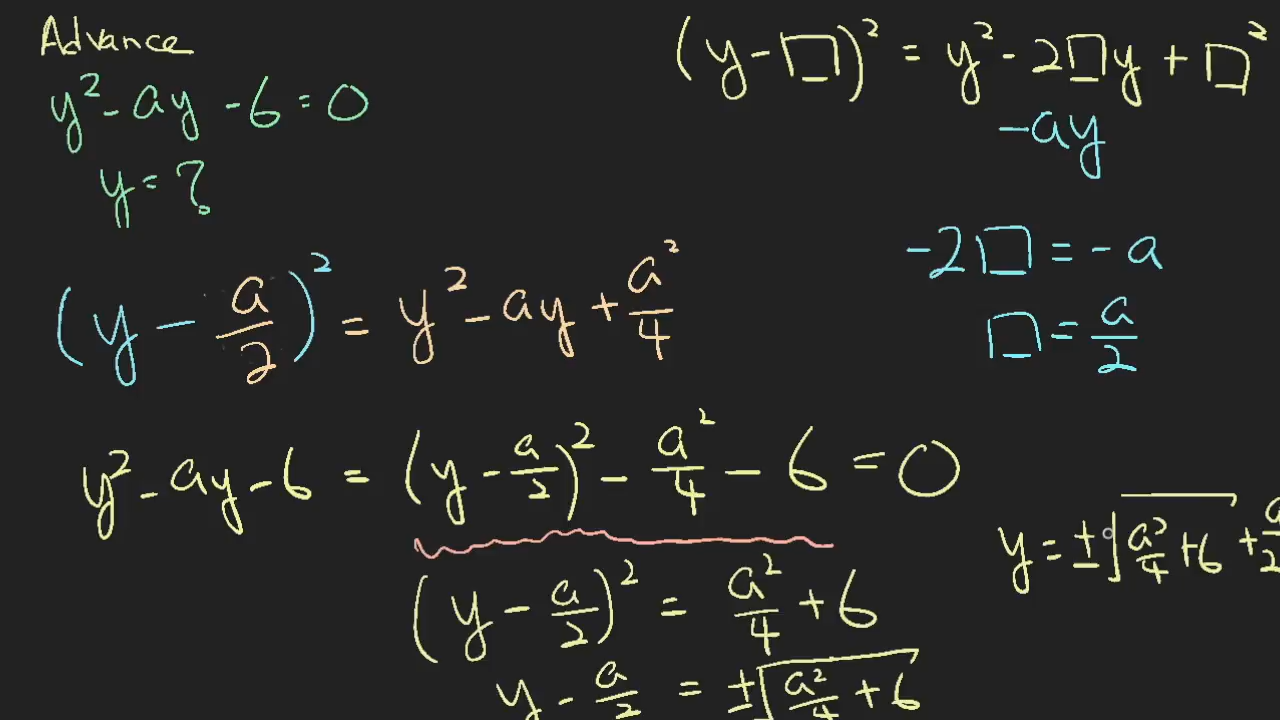 Advance
y² - ay - 6 = 0
y = ?
(y - □)² = y² - 2□y + □²
- ay
-2□ = - a
□ = a/2
(y - a/2)² = y² - ay + a²/4
y² - ay - 6 = (y - a/2)² - a²/4 - 6 = 0
(y - a/2)² = a²/4 + 6
y - a/2 = ±√(a²/4 + 6)
y = ±√(a²/4 + 6) + a/2